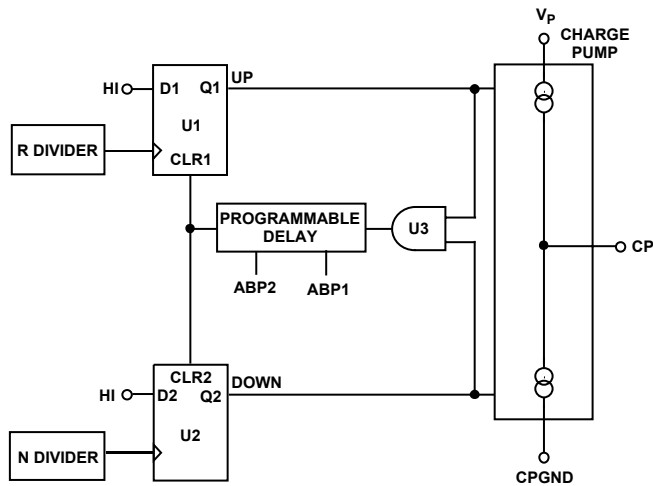 VP
CHARGE
PUMP
HI
D1
Q1
UP
U1
R DIVIDER
CLR1
PROGRAMMABLE
DELAY
U3
CP
ABP2
ABP1
CLR2
DOWN
HI
D2
Q2
U2
N DIVIDER
CPGND